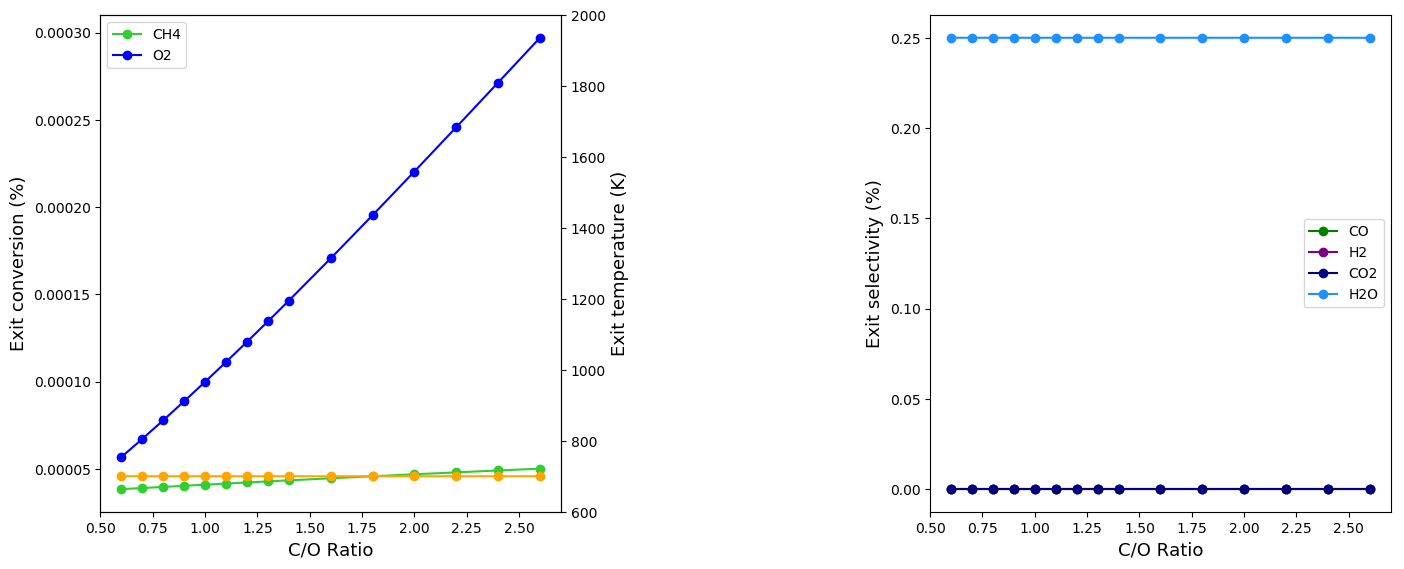 CH4
O2
0.00030
0.00025
0.00020
0.00015
0.00010
0.00005
Exit conversion (%)
0.50 0.75 1.00 1.25 1.50 1.75 2.00 2.25 2.50
C/O Ratio
2000
1800
1600
1400
1200
1000
800
600
Exit temperature (K)
0.25
0.20
0.15
0.10
0.05
0.00
Exit selectivity (%)
CO
H2
CO2
H2O
0.50 0.75 1.00 1.25 1.50 1.75 2.00 2.25 2.50
C/O Ratio